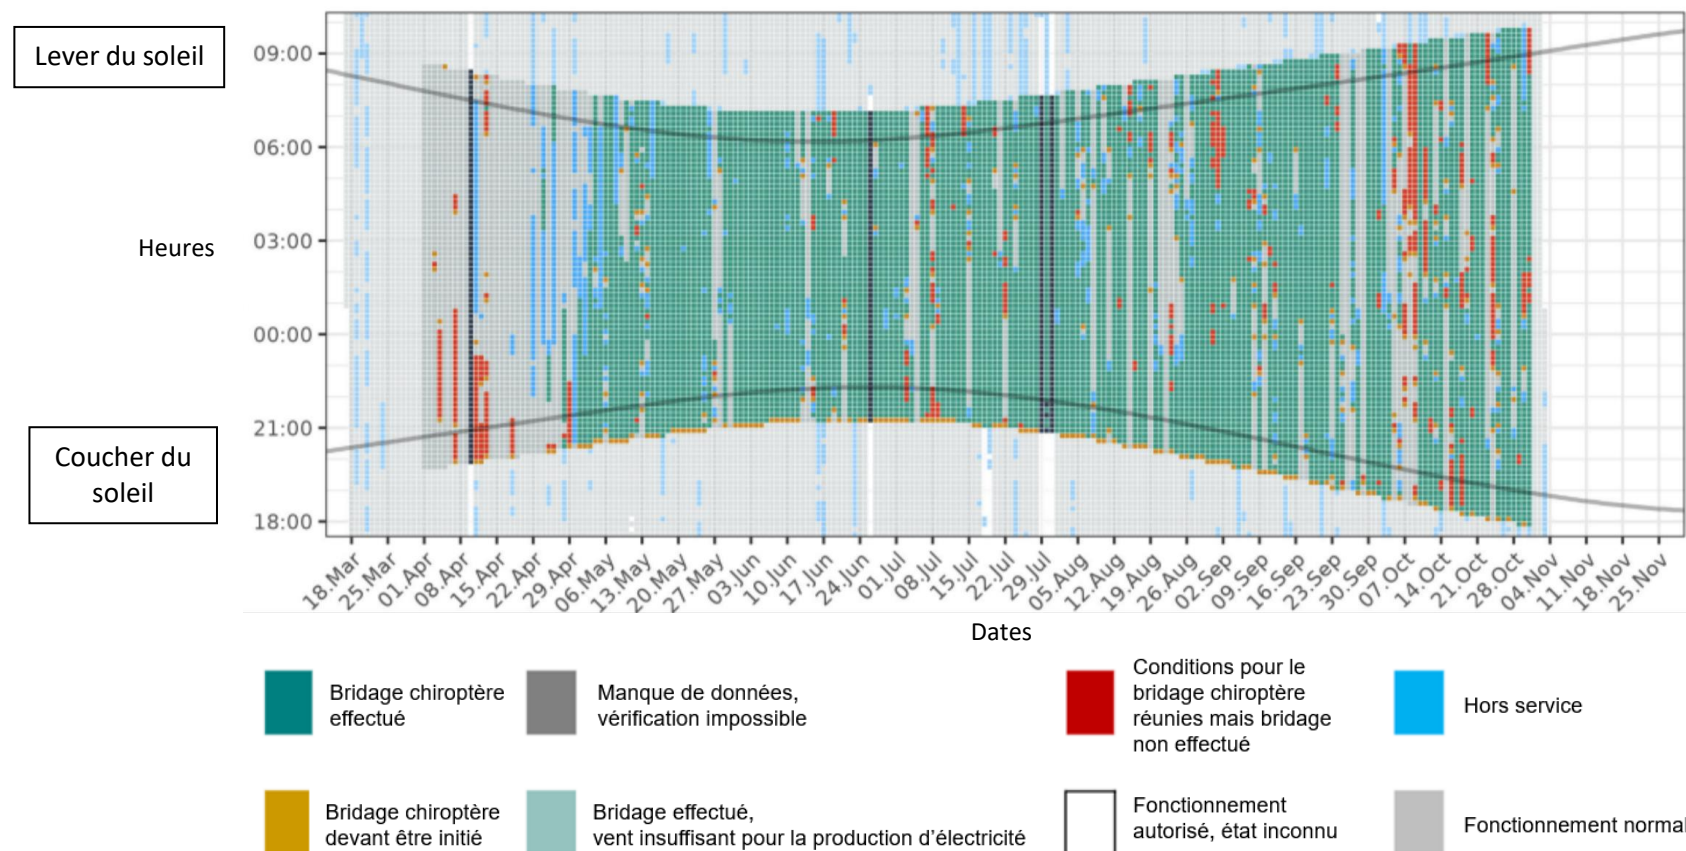 Lever du soleil
09:00
06:00
Heures
03:00
00:00
21:00
Coucher du
soleil
18:00
18.Mar
25.Mar
01.Apr
08.Apr
15.Apr
22.Apr
29.Apr
06.May
13.May
20.May
27.May
03.Jun
10.Jun
17.Jun
24.Jun
01.Jul
08.Jul
15.Jul
22.Jul
29.Jul
05.Aug
12.Aug
19.Aug
26.Aug
02.Sep
09.Sep
16.Sep
23.Sep
30.Sep
07.Oct
14.Oct
21.Oct
28.Oct
04.Nov
11.Nov
18.Nov
25.Nov
Dates
Bridage chiroptère
effectué
Manque de données,
vérification impossible
Conditions pour le
bridage chiroptère
réunies mais bridage
non effectué
Hors service
Bridage chiroptère
devant être initié
Bridage effectué,
vent insuffisant pour la production d'électricité
Fonctionnement
autorisé, état inconnu
Fonctionnement normal